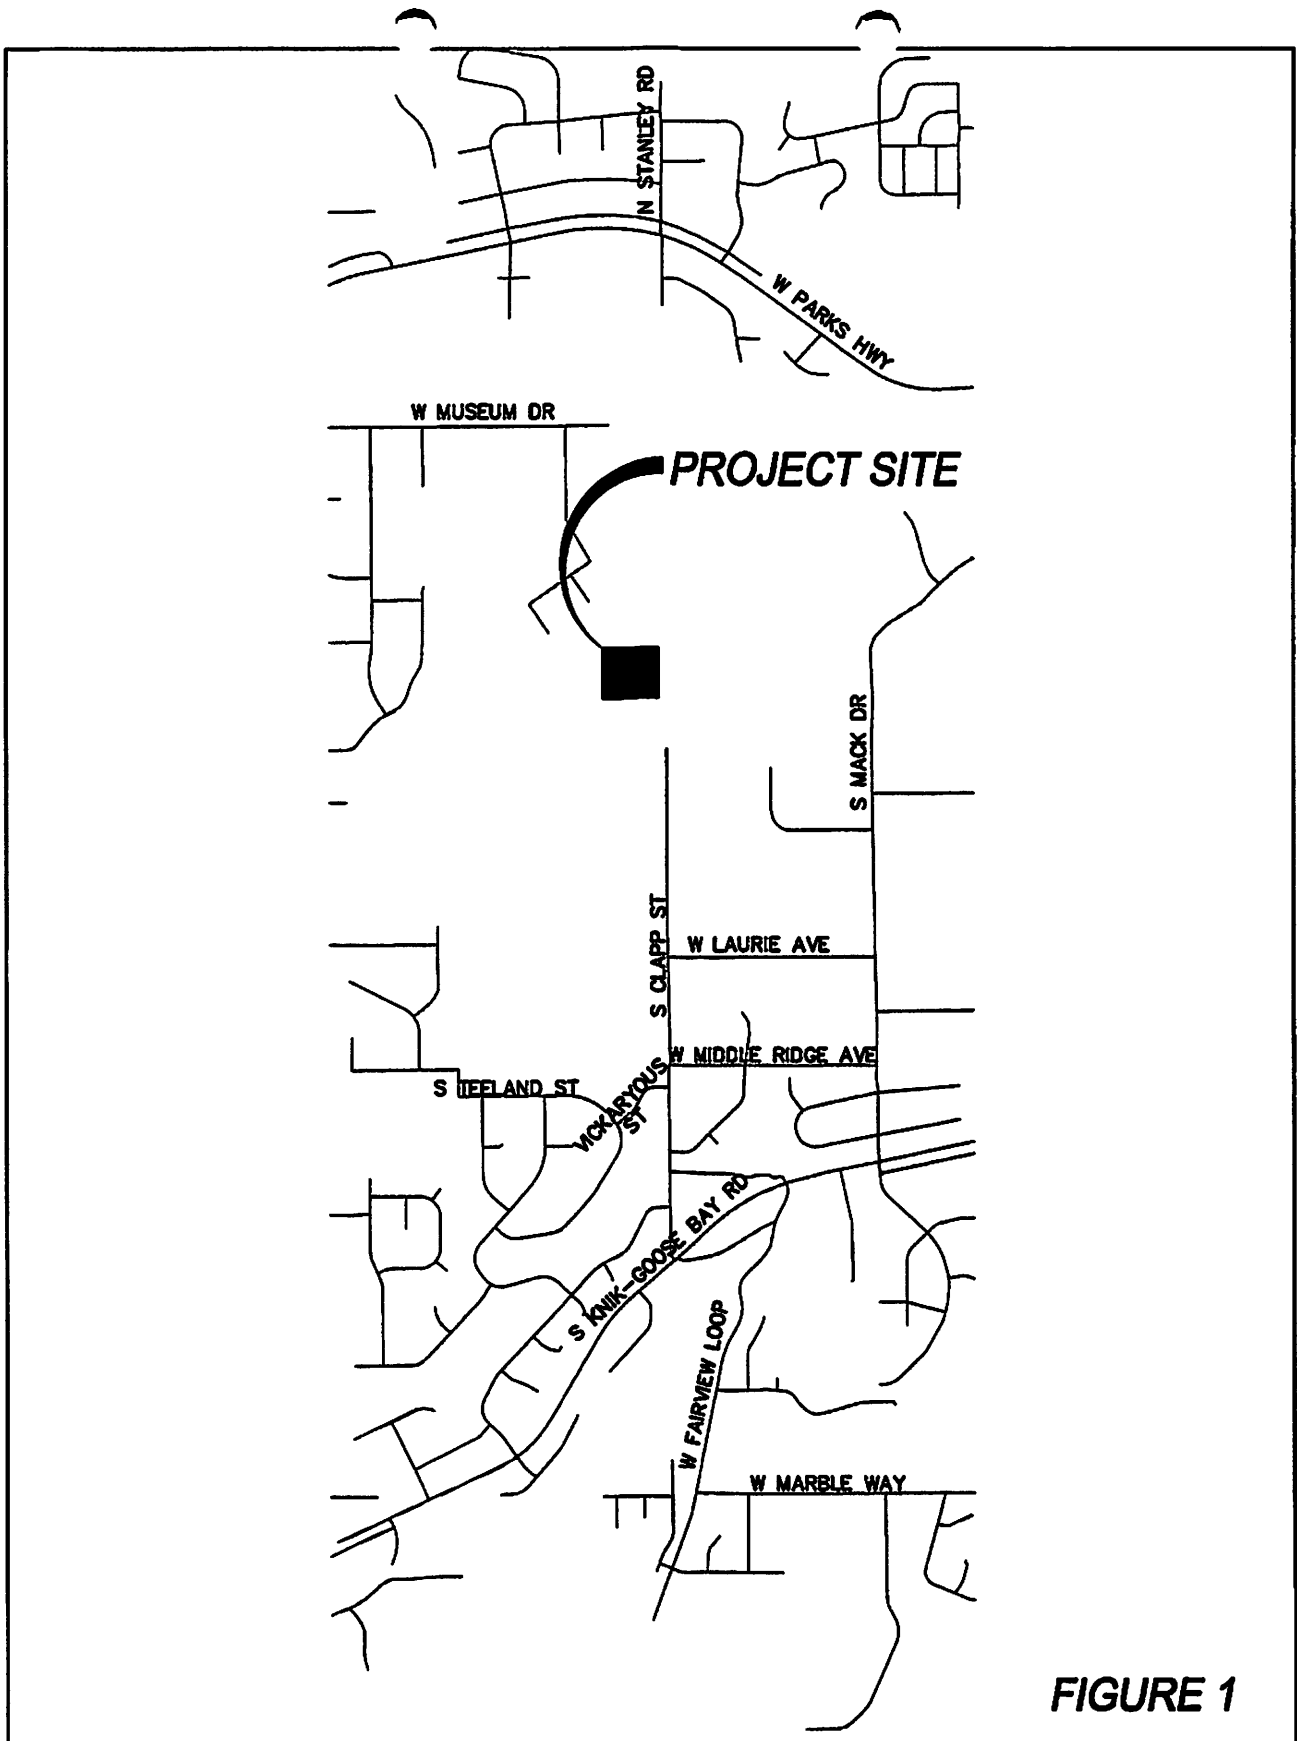 N STANLEY RD
W PARKS HWY
W MUSEUM DR
PROJECT SITE
S MACK DR
S CLAPP ST
W LAURIE AVE
W MIDDLE RIDGE AVE
S TEELAND ST
VICKARYOUS
ST
S KNIK-GOOSE BAY RD
W FAIRVIEW LOOP
W MARBLE WAY
FIGURE 1